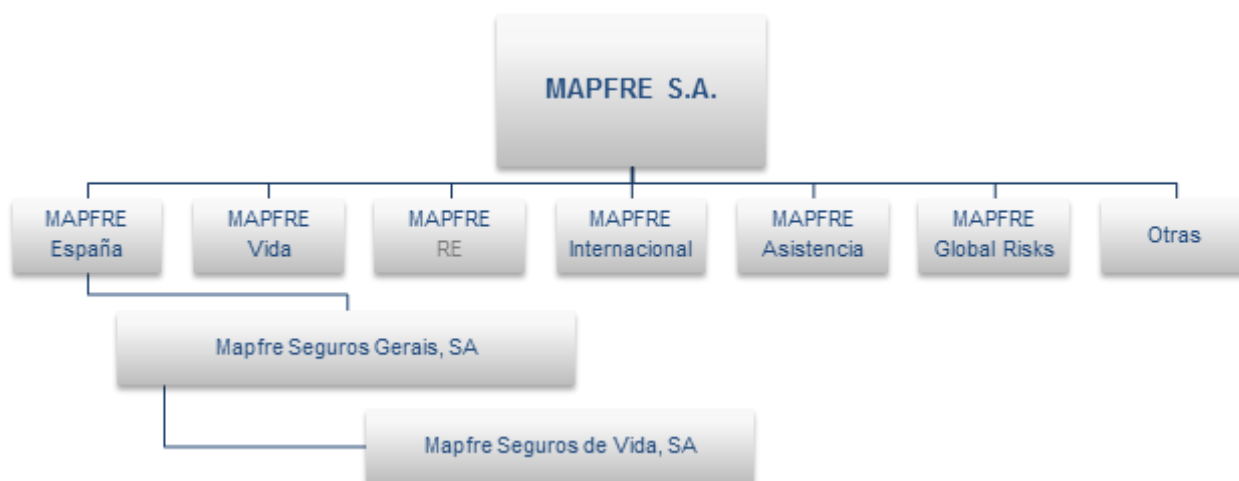 MAPFRE S.A.
MAPFRE
España
MAPFRE
Vida
MAPFRE
RE
MAPFRE
Internacional
MAPFRE
Asistencia
MAPFRE
Global Risks
Otras
Mapfre Seguros Gerais, SA
Mapfre Seguros de Vida, SA